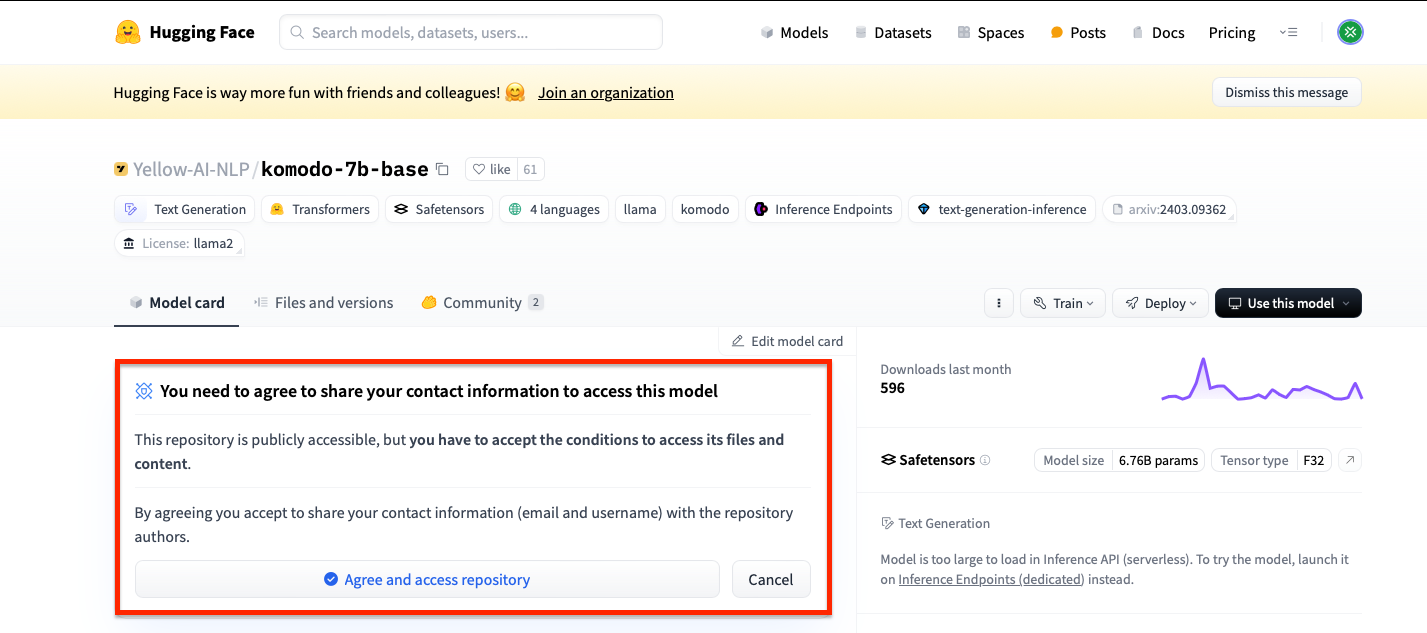 Hugging Face
Search models, datasets, users...
Models
Datasets
Spaces
Posts
Docs
Pricing
Hugging Face is way more fun with friends and colleagues! 🤗 Join an organization
Dismiss this message
Yellow-AI-NLP/komodo-7b-base
like 61
Text Generation
Transformers
Safetensors
4 languages
llama
komodo
Inference Endpoints
text-generation-inference
arxiv:2403.09362
License: llama2
Model card
Files and versions
Community 2
Train
Deploy
Use this model
Edit model card
You need to agree to share your contact information to access this model
This repository is publicly accessible, but you have to accept the conditions to access its files and
content.
By agreeing you accept to share your contact information (email and username) with the repository
authors.
Agree and access repository
Cancel
Downloads last month
596
Safetensors
Model size 6.76B params
Tensor type F32
Text Generation
Model is too large to load in Inference API (serverless). To try the model, launch it
on Inference Endpoints (dedicated) instead.